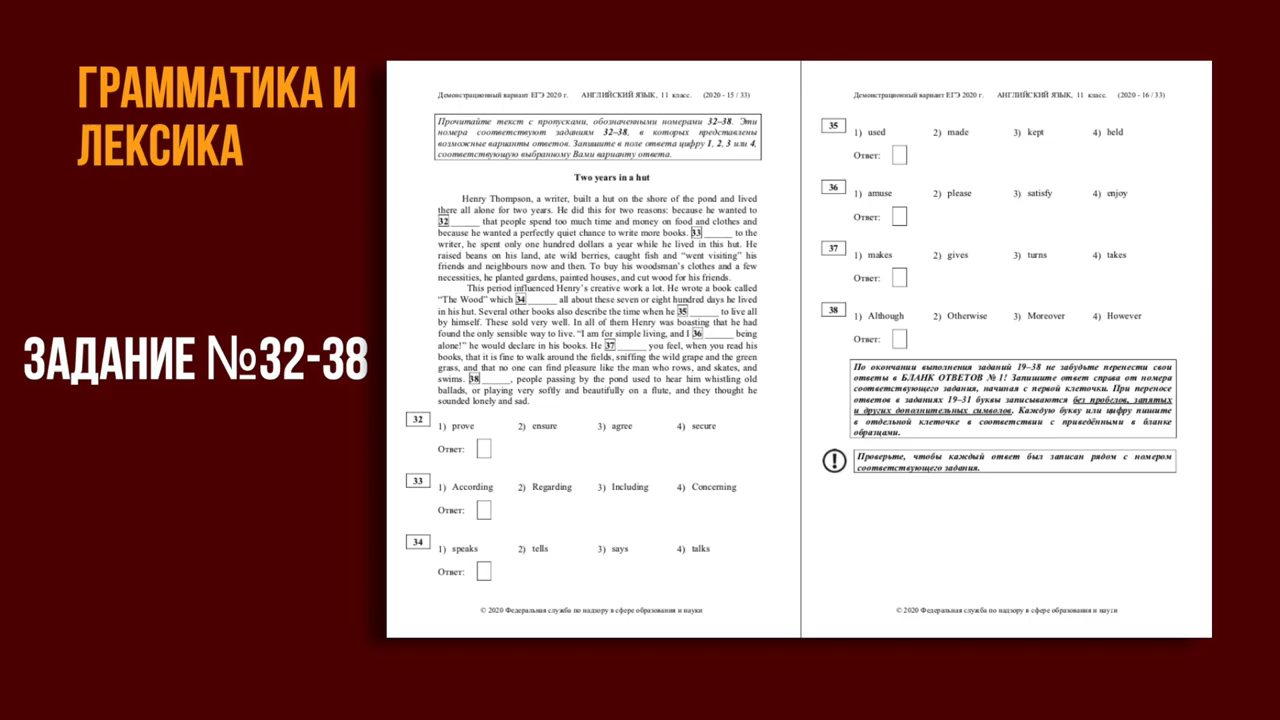 ГРАММАТИКА И
ЛЕКСИКА
ЗАДАНИЕ №32-38
Демонстрационный вариант ЕГЭ 2020 г. АНГЛИЙСКИЙ ЯЗЫК, 11 класс. (2020 - 15 / 33)
Прочитайте текст с пропусками, обозначенными номерами 32–38. Эти
номера соответствуют заданиям 32–38, в которых представлены
возможные варианты ответов. Запишите в поле ответа цифру 1, 2, 3 или 4,
соответствующую выбранному Вами варианту ответа.
Two years in a hut
Henry Thompson, a writer, built a hut on the shore of the pond and lived
there all alone for two years. He did this for two reasons: because he wanted to
32 ______ that people spend too much time and money on food and clothes and
because he wanted a perfectly quiet chance to write more books. 33 ______ to the
writer, he spent only one hundred dollars a year while he lived in this hut. He
raised beans on his land, ate wild berries, caught fish and “went visiting” his
friends and neighbours now and then. To buy his woodsman’s clothes and a few
necessities, he planted gardens, painted houses, and cut wood for his friends.
This period influenced Henry’s creative work a lot. He wrote a book called
“The Wood” which 34 ______ all about these seven or eight hundred days he lived
in his hut. Several other books also describe the time when he 35 ______ to live all
by himself. These sold very well. In all of them Henry was boasting that he had
found the only sensible way to live. “I am for simple living, and I 36 ______ being
alone!” he would declare in his books. He 37 ______ you feel, when you read his
books, that it is fine to walk around the fields, sniffing the wild grape and the green
grass, and that no one can find pleasure like the man who rows, and skates, and
swims. 38 ______, people passing by the pond used to hear him whistling old
ballads, or playing very softly and beautifully on a flute, and they thought he
sounded lonely and sad.
32
1) prove 2) ensure 3) agree 4) secure
Ответ:
33
1) According 2) Regarding 3) Including 4) Concerning
Ответ:
34
1) speaks 2) tells 3) says 4) talks
Ответ:
© 2020 Федеральная служба по надзору в сфере образования и науки
Демонстрационный вариант ЕГЭ 2020 г. АНГЛИЙСКИЙ ЯЗЫК, 11 класс. (2020 - 16 / 33)
35
1) used 2) made 3) kept 4) held
Ответ:
36
1) amuse 2) please 3) satisfy 4) enjoy
Ответ:
37
1) makes 2) gives 3) turns 4) takes
Ответ:
38
1) Although 2) Otherwise 3) Moreover 4) However
Ответ:
По окончании выполнения заданий 19–38 не забудьте перенести свои
ответы в БЛАНК ОТВЕТОВ № 1! Запишите ответ справа от номера
соответствующего задания, начиная с первой клеточки. При переносе
ответов в заданиях 19–31 буквы записываются без пробелов, запятых
и других дополнительных символов. Каждую букву или цифру пишите
в отдельной клеточке в соответствии с приведёнными в бланке
образцами.
Проверьте, чтобы каждый ответ был записан рядом с номером
соответствующего задания.
© 2020 Федеральная служба по надзору в сфере образования и науки